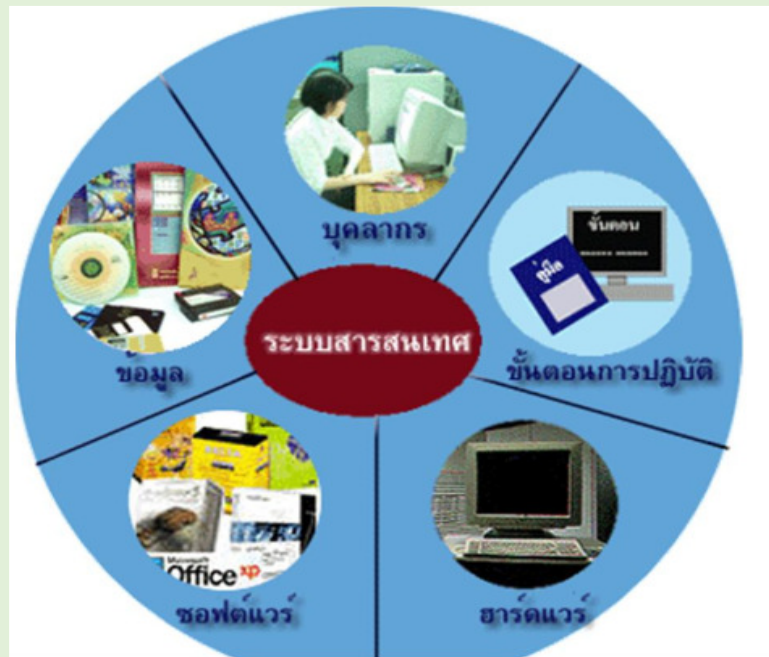 บุคลากร
ขั้นตอน
คู่มือ
ระบบสารสนเทศ
ข้อมูล
ขั้นตอนการปฏิบัติ
Microsoft
Office xp
ซอฟต์แวร์
ฮาร์ดแวร์